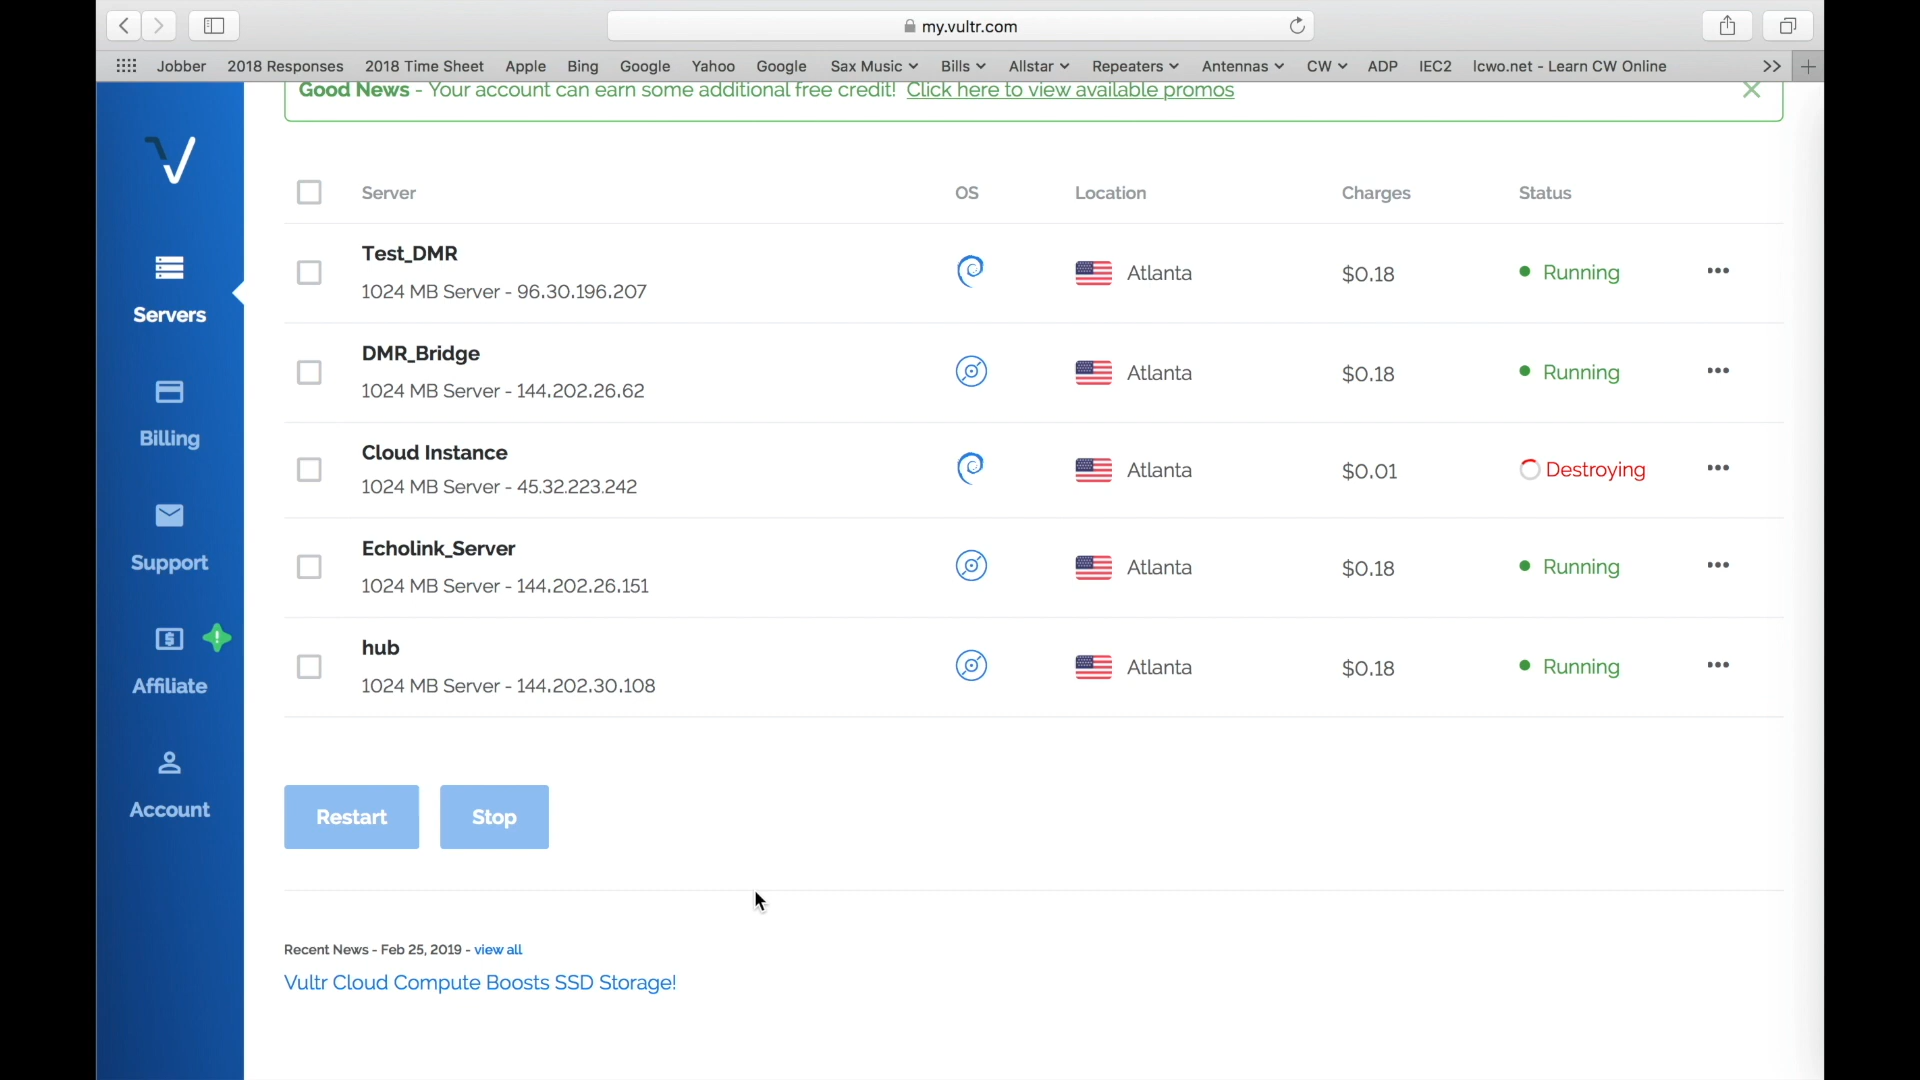 my.vultr.com
Jobber 2018 Responses 2018 Time Sheet Apple Bing Google Yahoo Google Sax Music Bills Allstar Repeaters Antennas CW ADP IEC2 lcwo.net - Learn CW Online
Good News - Your account can earn some additional free credit! Click here to view available promos
Servers
Billing
Support
Affiliate
Account
Server OS Location Charges Status
Test_DMR
1024 MB Server - 96.30.196.207
Atlanta $0.18 Running
DMR_Bridge
1024 MB Server - 144.202.26.62
Atlanta $0.18 Running
Cloud Instance
1024 MB Server - 45.32.223.242
Atlanta $0.01 Destroying
Echolink_Server
1024 MB Server - 144.202.26.151
Atlanta $0.18 Running
hub
1024 MB Server - 144.202.30.108
Atlanta $0.18 Running
Restart Stop
Recent News - Feb 25, 2019 - view all
Vultr Cloud Compute Boosts SSD Storage!